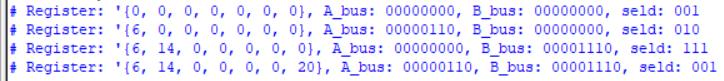 # Register: '{0, 0, 0, 0, 0, 0, 0}, A_bus: 00000000, B_bus: 00000000, seld: 001
# Register: '{6, 0, 0, 0, 0, 0, 0}, A_bus: 00000110, B_bus: 00000000, seld: 010
# Register: '{6, 14, 0, 0, 0, 0, 0}, A_bus: 00000000, B_bus: 00001110, seld: 111
# Register: '{6, 14, 0, 0, 0, 0, 20}, A_bus: 00000110, B_bus: 00001110, seld: 001